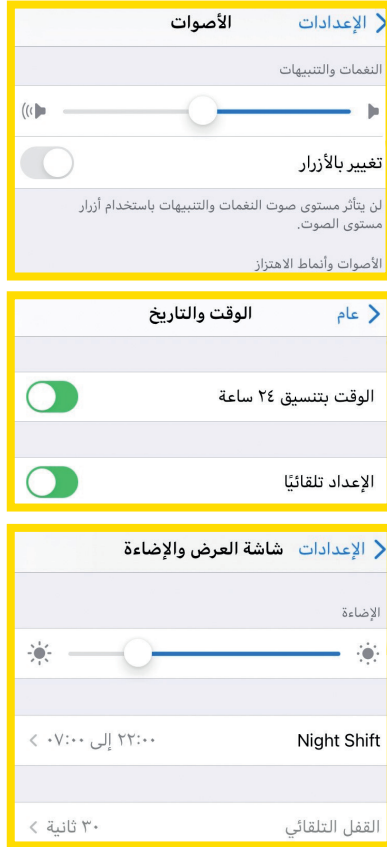 الإعدادات الأصوات
النغمات والتنبيهات
تغيير بالأزرار
لن يتأثر مستوى صوت النغمات والتنبيهات باستخدام أزرار
مستوى الصوت.
الأصوات وأنماط الاهتزاز
عام الوقت والتاريخ
الوقت بتنسيق ٢٤ ساعة
الإعداد تلقائيًا
الإعدادات شاشة العرض والإضاءة
الإضاءة
Night Shift ٢٢:٠٠ إلى ٠٧:٠٠
القفل التلقائي ٣٠ ثانية